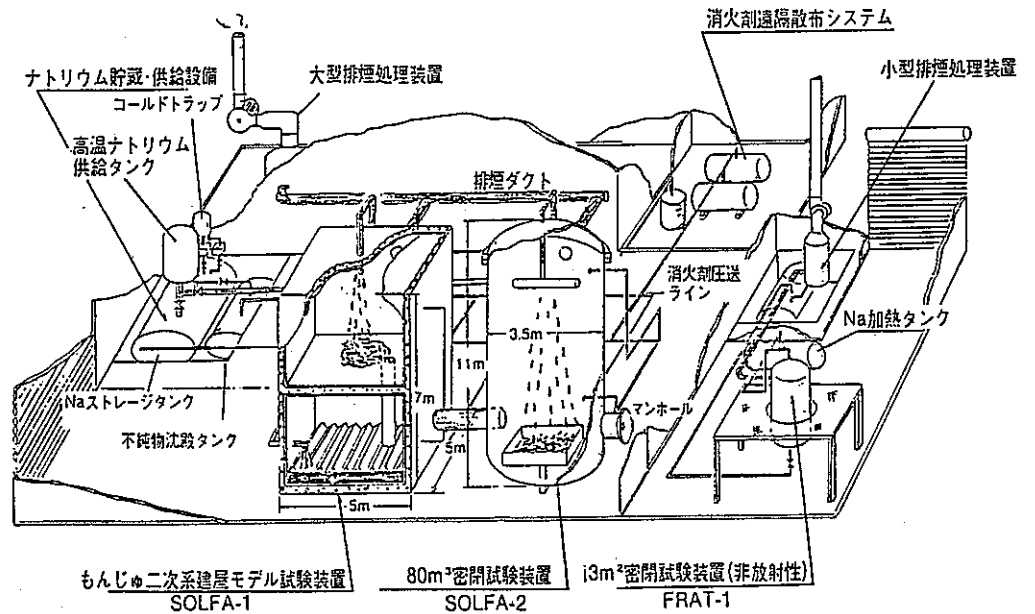 消火剤遠隔散布システム
ナトリウム貯蔵・供給設備
大型排煙処理装置
小型排煙処理装置
コールドトラップ
高温ナトリウム
供給タンク
排煙ダクト
消火剤圧送
ライン
Na加熱タンク
3.5m
11m
7m
Naストレージタンク
マンホール
不純物沈殿タンク
5m
5m
もんじゅ二次系建屋モデル試験装置
SOLFA-1
80m³密閉試験装置
SOLFA-2
i3m³密閉試験装置(非放射性)
FRAT-1